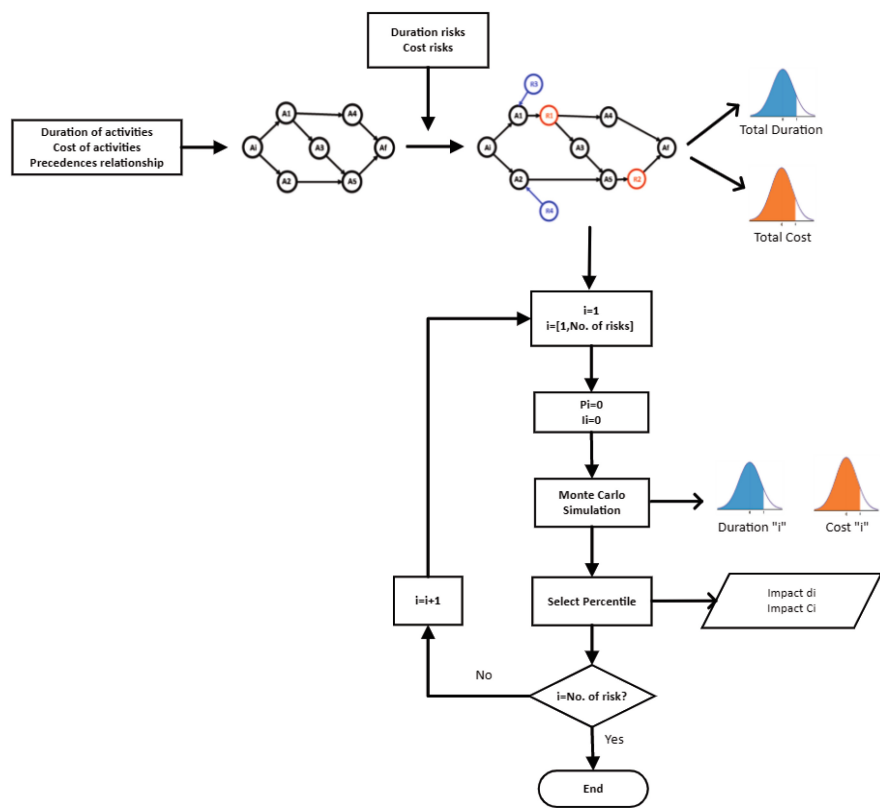 Duration risks
Cost risks
Duration of activities
Cost of activities
Precedences relationship
Ai
A1
A4
A3
A2
A5
Af
R3
A1
R1
A4
Ai
A3
Af
A2
A5
R2
R4
Total Duration
Total Cost
i=1
i=[1,No. of risks]
Pi=0
Ii=0
Monte Carlo
Simulation
Duration "i"
Cost "i"
i=i+1
Select Percentile
Impact di
Impact Ci
No
i=No. of risk?
Yes
End